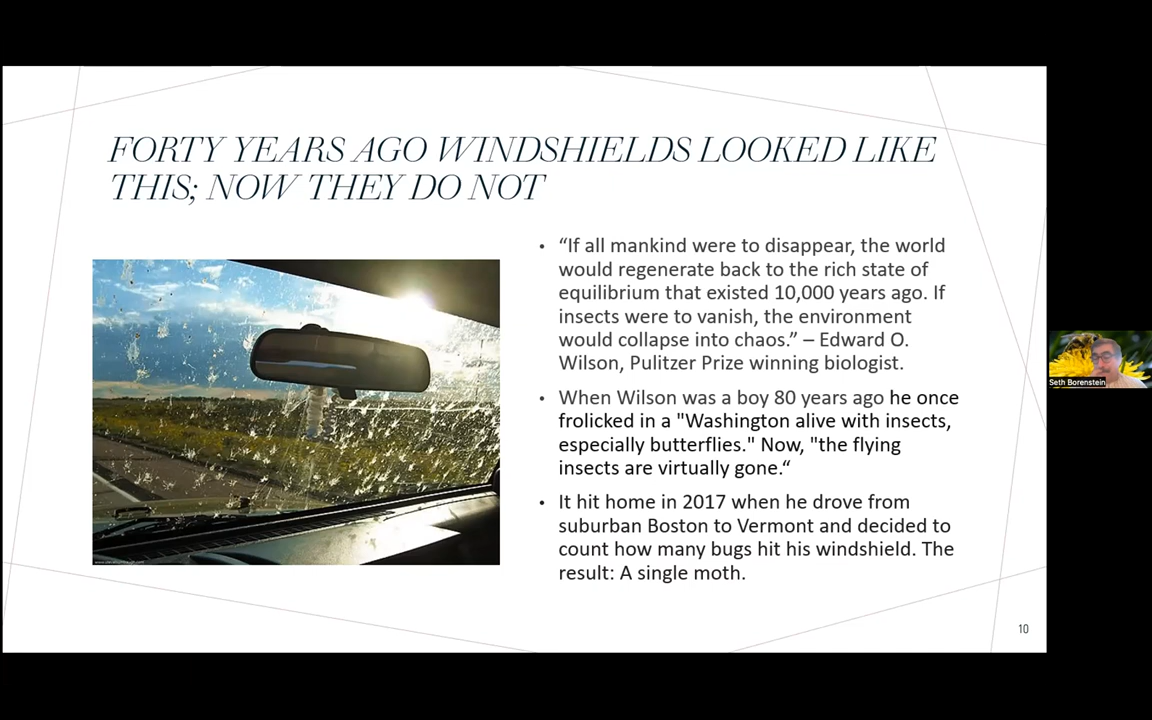 FORTY YEARS AGO WINDSHIELDS LOOKED LIKE
THIS; NOW THEY DO NOT
• “If all mankind were to disappear, the world
would regenerate back to the rich state of
equilibrium that existed 10,000 years ago. If
insects were to vanish, the environment
would collapse into chaos.” – Edward O.
Wilson, Pulitzer Prize winning biologist.
• When Wilson was a boy 80 years ago he once
frolicked in a "Washington alive with insects,
especially butterflies." Now, "the flying
insects are virtually gone.“
• It hit home in 2017 when he drove from
suburban Boston to Vermont and decided to
count how many bugs hit his windshield. The
result: A single moth.
10
Seth Borenstein